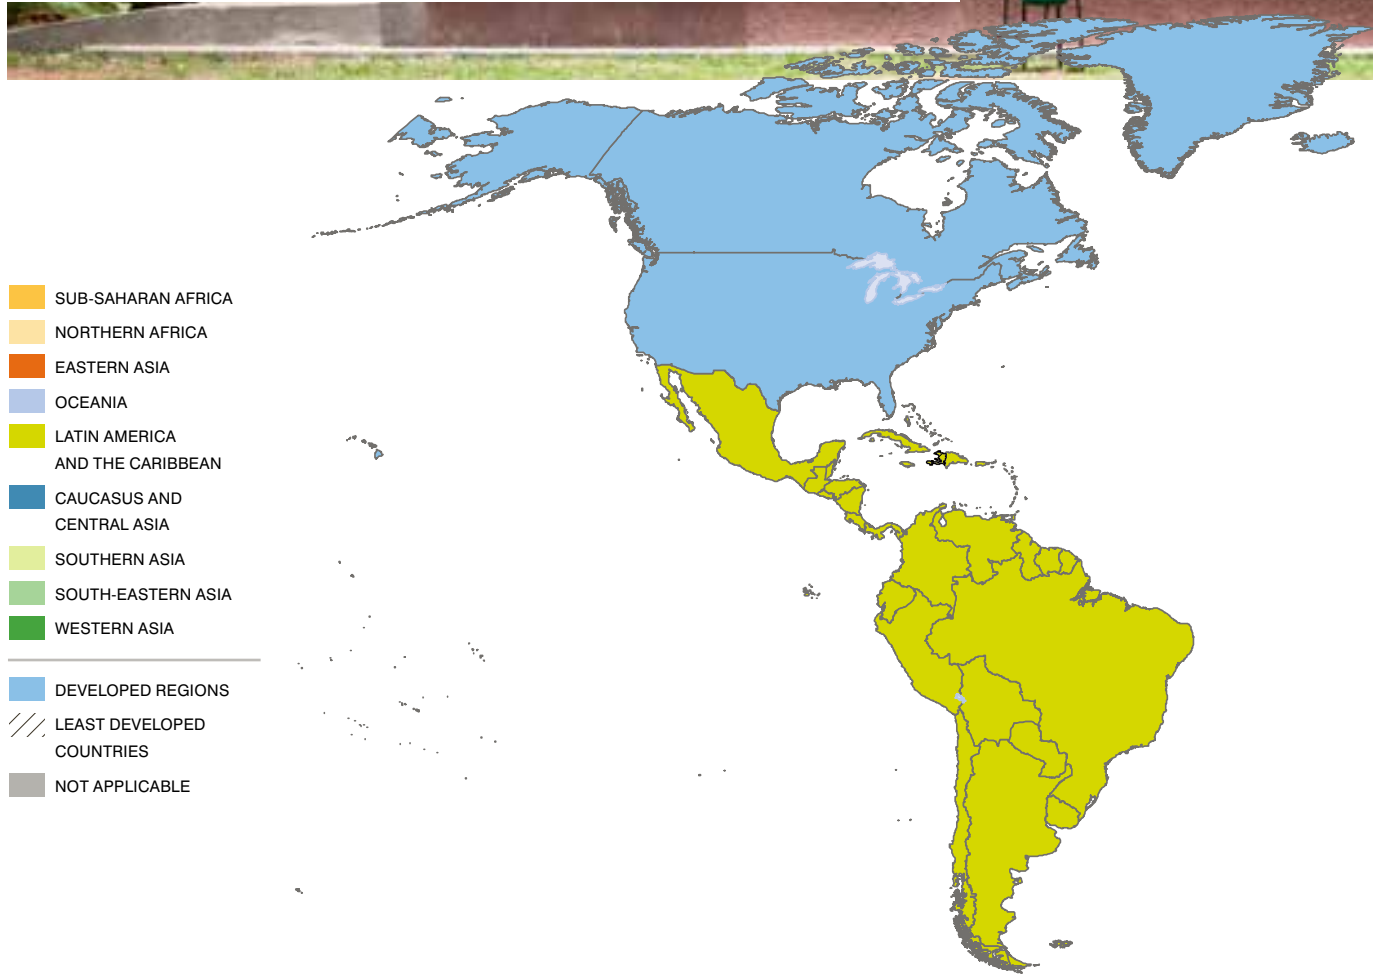 SUB-SAHARAN AFRICA
NORTHERN AFRICA
EASTERN ASIA
OCEANIA
LATIN AMERICA
AND THE CARIBBEAN
CAUCASUS AND
CENTRAL ASIA
SOUTHERN ASIA
SOUTH-EASTERN ASIA
WESTERN ASIA
DEVELOPED REGIONS
LEAST DEVELOPED
COUNTRIES
NOT APPLICABLE